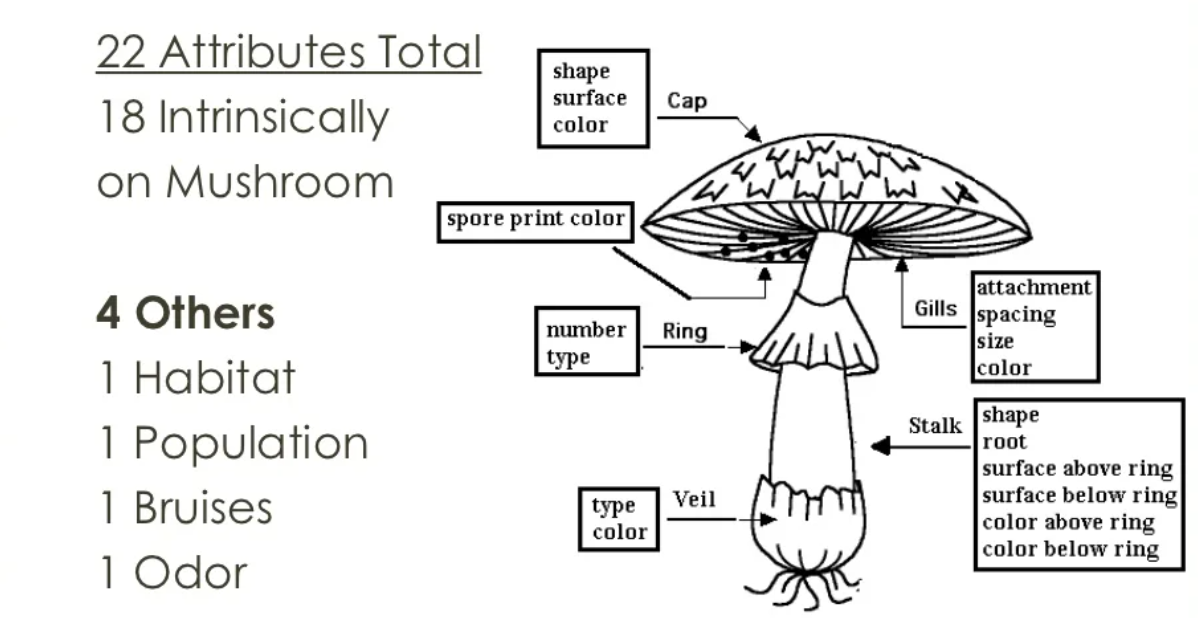 22 Attributes Total
18 Intrinsically
on Mushroom
4 Others
1 Habitat
1 Population
1 Bruises
1 Odor
shape
surface
color
Cap
spore print color
number
type
Ring
Gills
attachment
spacing
size
color
Stalk
shape
root
surface above ring
surface below ring
color above ring
color below ring
type
color
Veil